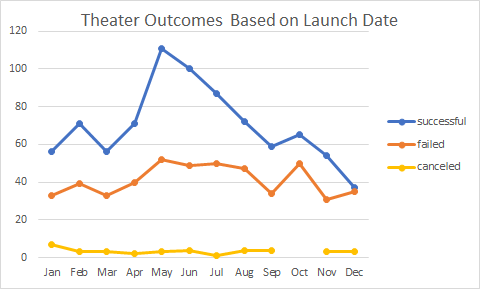 Theater Outcomes  Based on Launch Date
120
100
80
60
40
20
0
Jan Feb Mar Apr May Jun Jul Aug Sep Oct Nov Dec
successful
failed
canceled